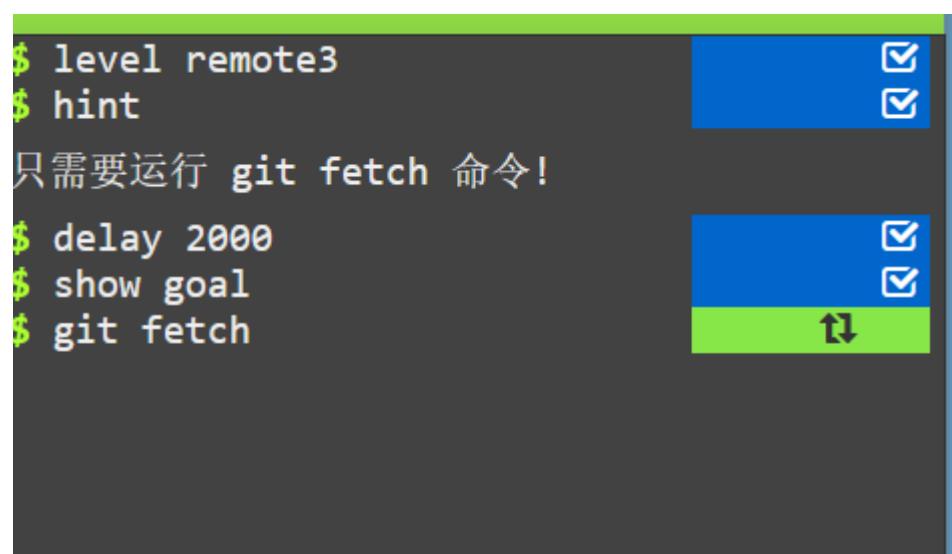 $ level remote3
$ hint
只需要运行 git fetch 命令!
$ delay 2000
$ show goal
$ git fetch